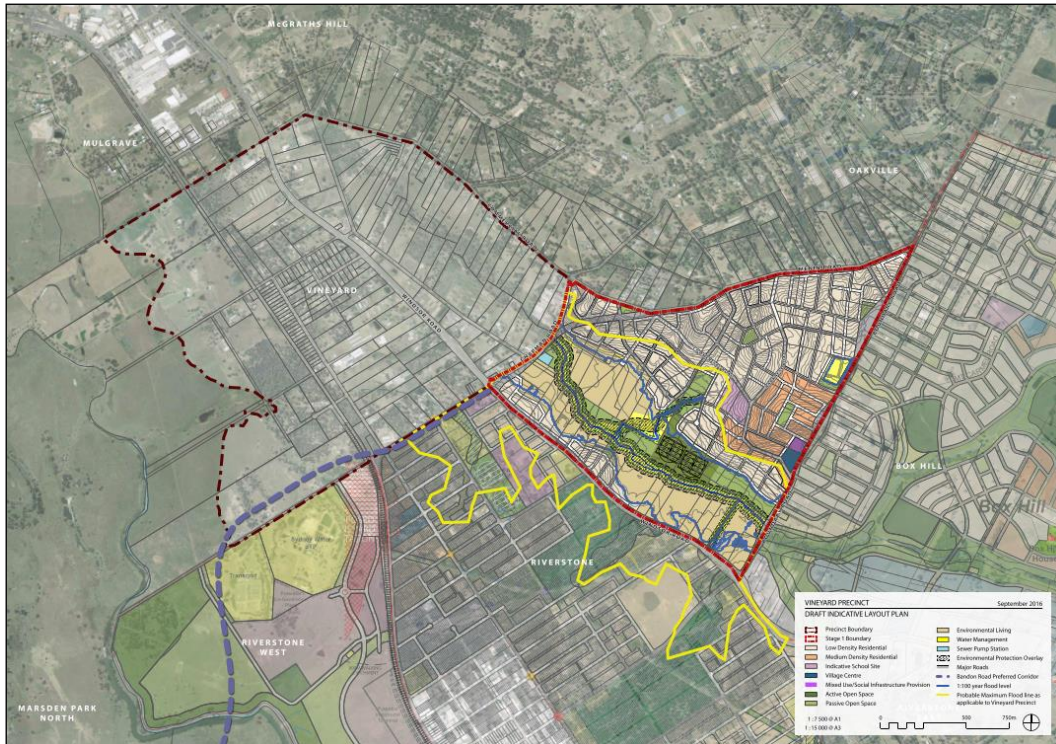 McGRATHS HILL
MULGRAVE
OAKVILLE
VINEYARD
WINDSOR ROAD
BOX HILL
Box Hill
RIVERSTONE
RIVERSTONE
WEST
MARSDEN PARK
NORTH
VINEYARD PRECINCT
September 2016
DRAFT INDICATIVE LAYOUT PLAN
Precinct Boundary
Stage 1 Boundary
Low Density Residential
Medium Density Residential
Indicative School Site
Village Centre
Mixed Use/Social Infrastructure Provision
Active Open Space
Passive Open Space
Environmental Living
Water Management
Sewer Pump Station
Environmental Protection Overlay
Major Roads
Bandon Road Preferred Corridor
1:100 year flood level
Probable Maximum Flood line as
applicable to Vineyard Precinct
1 : 7 500 @ A1
1 : 15 000 @ A3
0
300
750m